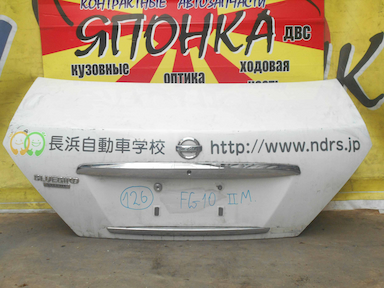 КОНТРАКТНЫЕ АВТОЗАПЧАСТИ
ЯПОНКА ДВС
кузовные оптика ходовая
長浜自動車学校 http://www.ndrs.jp
BLUEBIRD
126 FG10 II.M